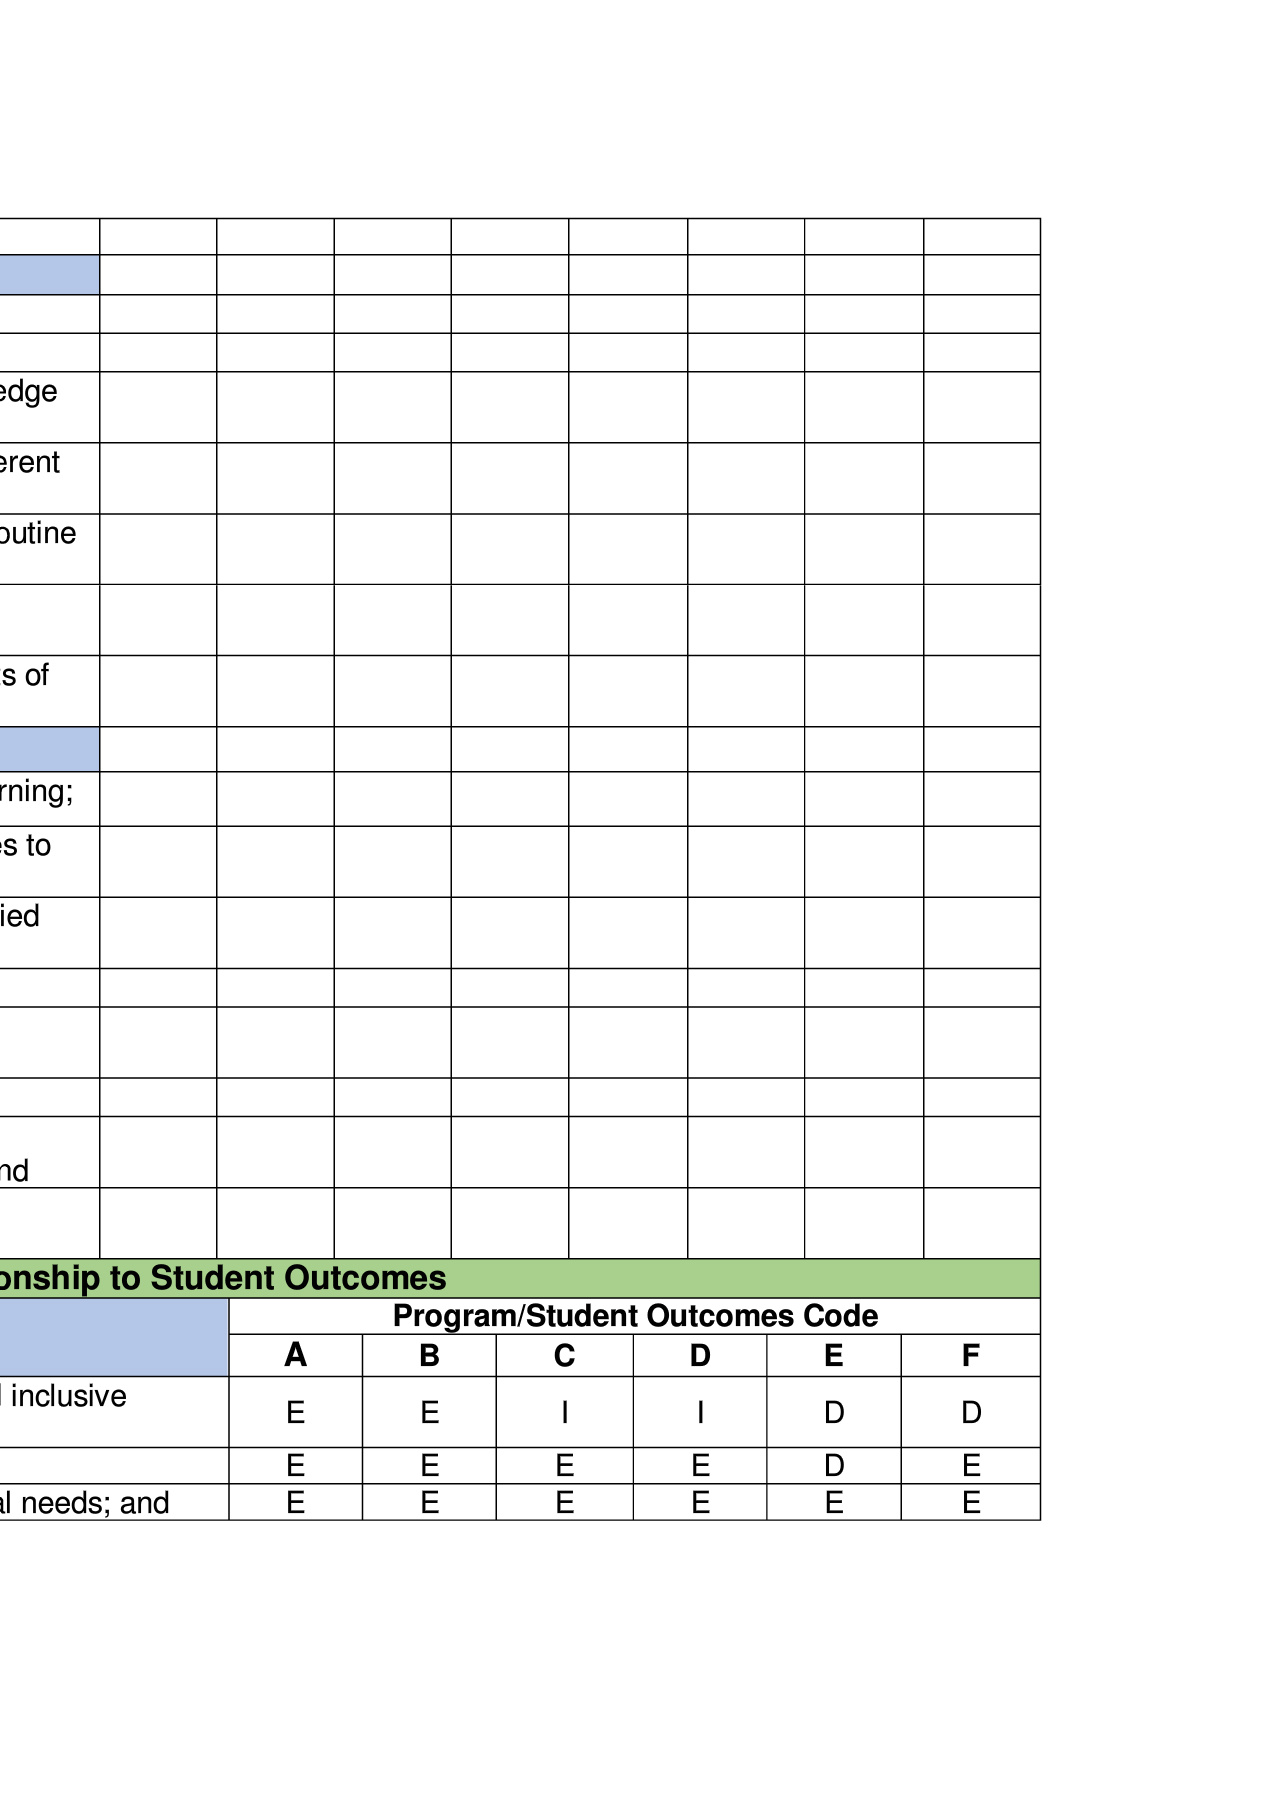 edge
erent
outine
s of
rning;
es to
ied
nd
onship to Student Outcomes
Program/Student Outcomes Code
A B C D E F
inclusive
E E I I D D
E E E E D E
al needs; and E E E E E E